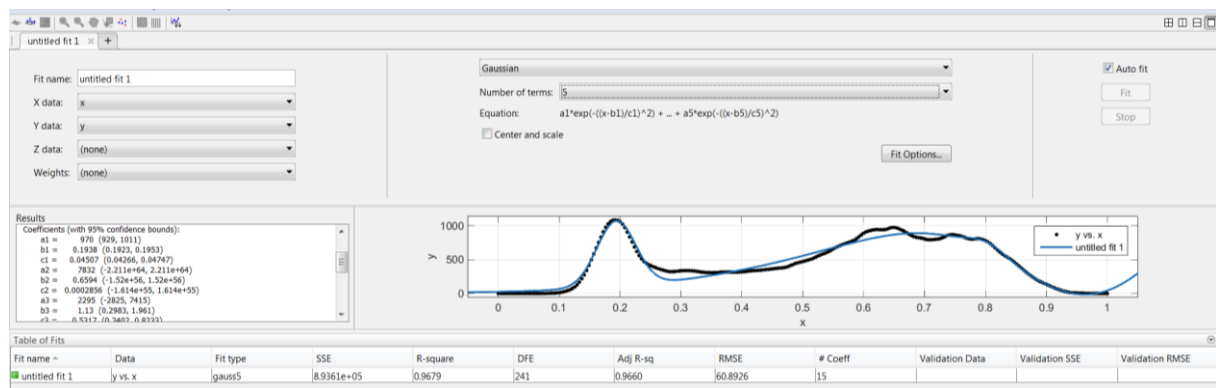 untitled fit 1 × +
Fit name: untitled fit 1
X data: x
Y data: y
Z data: (none)
Weights: (none)
Gaussian
Number of terms: 5
Equation: a1*exp(-((x-b1)/c1)^2) + ... + a5*exp(-((x-b5)/c5)^2)
Center and scale
Fit Options...
Auto fit
Fit
Stop
Results
Coefficients (with 95% confidence bounds):
a1 = 970 (929, 1011)
b1 = 0.1938 (0.1923, 0.1953)
c1 = 0.04507 (0.04266, 0.04747)
a2 = 7832 (-2.211e+64, 2.211e+64)
b2 = 0.6594 (-1.52e+56, 1.52e+56)
c2 = 0.0002856 (-1.614e+55, 1.614e+55)
a3 = 2295 (-2825, 7415)
b3 = 1.13 (0.2983, 1.961)
1000
500
0
y
0 0.1 0.2 0.3 0.4 0.5 0.6 0.7 0.8 0.9 1
x
y vs. x
untitled fit 1
Table of Fits
Fit name Data Fit type SSE R-square DFE Adj R-sq RMSE # Coeff Validation Data Validation SSE Validation RMSE
untitled fit 1 y vs. x gauss5 8.9361e+05 0.9679 241 0.9660 60.8926 15